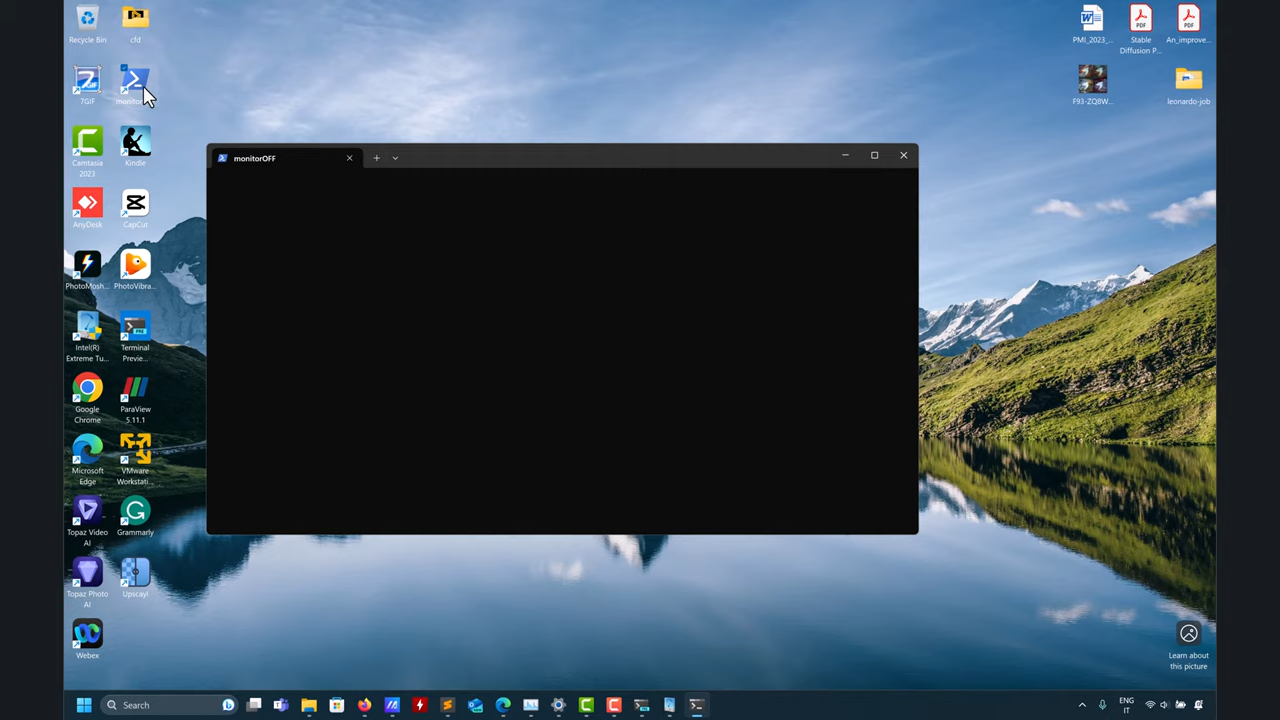 Recycle Bin
cfd
7GIF
Camtasia
2023
Kindle
AnyDesk
CapCut
PhotoMosh...
PhotoVibra...
Intel(R)
Extreme Tu...
Terminal
Previe...
Google
Chrome
ParaView
5.11.1
Microsoft
Edge
VMware
Workstati...
Topaz Video
AI
Grammarly
Topaz Photo
AI
Upscayl
Webex
monitorOFF
PMI_2023_...
Stable
Diffusion P...
PDF
An_improve...
PDF
F93-ZQ8W...
leonardo-job
Learn about
this picture
Search
ENG
IT